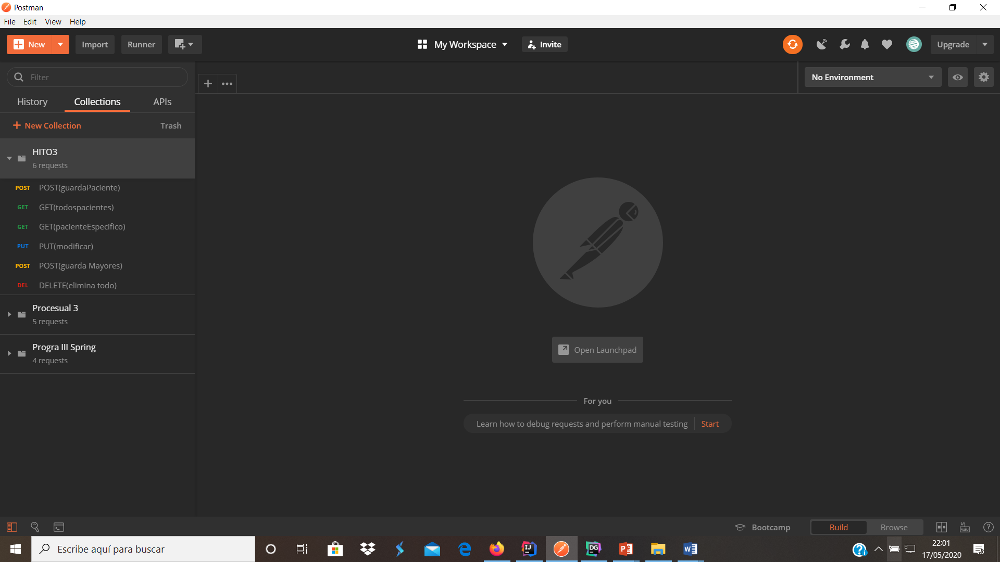 Postman
File Edit View Help
New Import Runner My Workspace Invite Upgrade
Filter
No Environment
History Collections APIs
New Collection Trash
HITO3
6 requests
POST POST(guardaPaciente)
GET GET(todospacientes)
GET GET(pacienteEspecifico)
PUT PUT(modificar)
POST POST(guarda Mayores)
DEL DELETE(elimina todo)
Procesual 3
5 requests
Progra III Spring
4 requests
Open Launchpad
For you
Learn how to debug requests and perform manual testing Start
Bootcamp Build Browse
Escribe aquí para buscar
22:01
17/05/2020